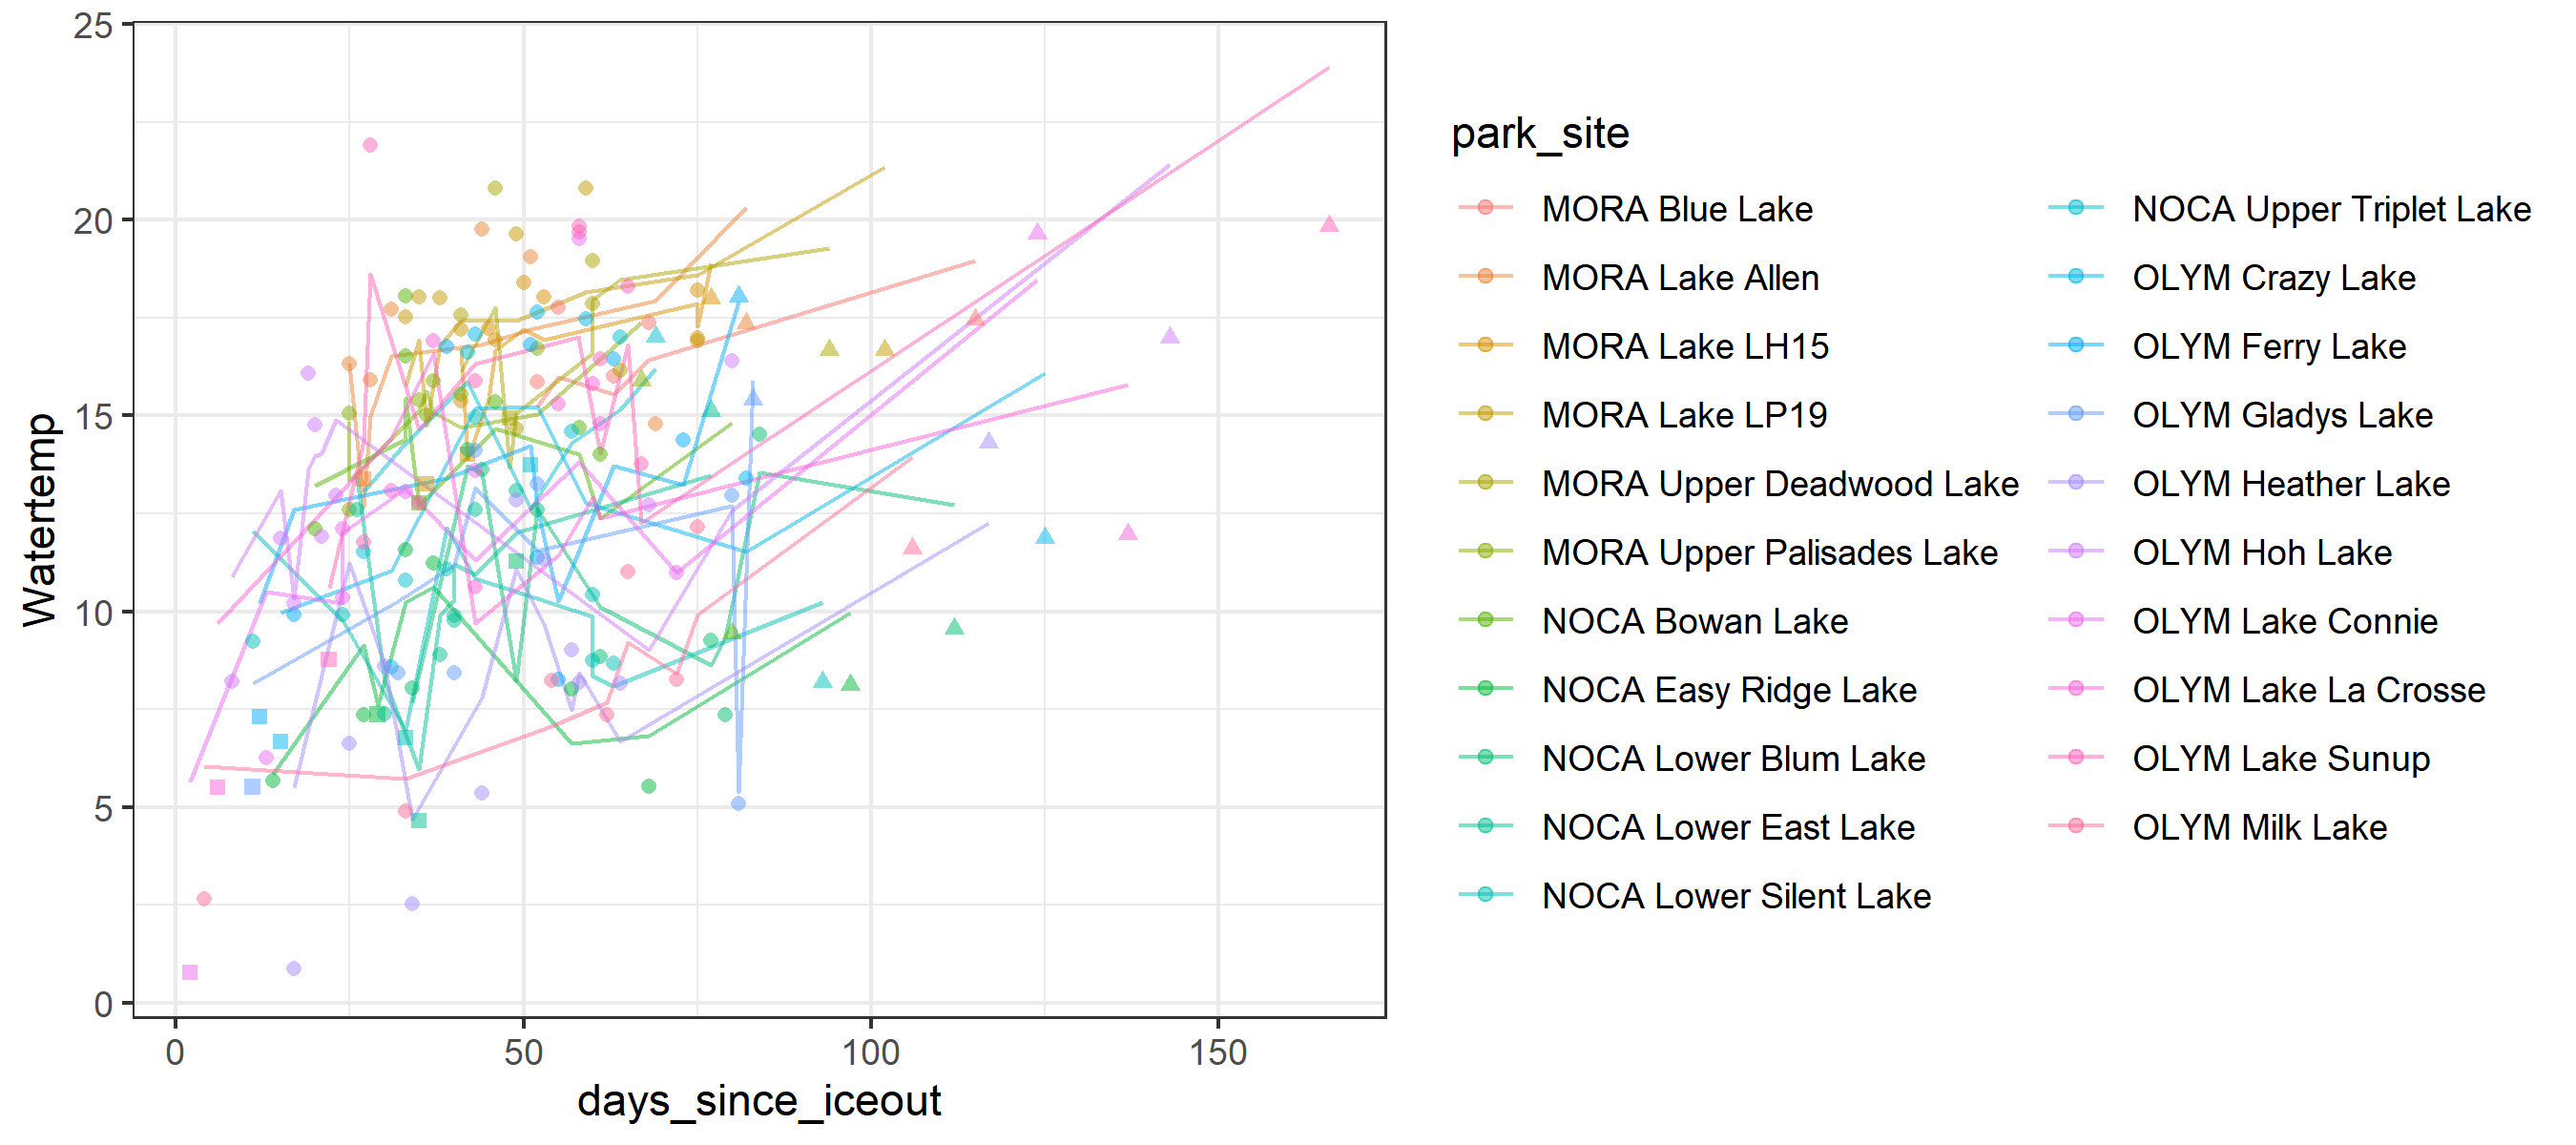 25
20
15
10
5
0
Watertemp
0
50
100
150
days_since_iceout
park_site
MORA Blue Lake
MORA Lake Allen
MORA Lake LH15
MORA Lake LP19
MORA Upper Deadwood Lake
MORA Upper Palisades Lake
NOCA Bowan Lake
NOCA Easy Ridge Lake
NOCA Lower Blum Lake
NOCA Lower East Lake
NOCA Lower Silent Lake
NOCA Upper Triplet Lake
OLYM Crazy Lake
OLYM Ferry Lake
OLYM Gladys Lake
OLYM Heather Lake
OLYM Hoh Lake
OLYM Lake Connie
OLYM Lake La Crosse
OLYM Lake Sunup
OLYM Milk Lake